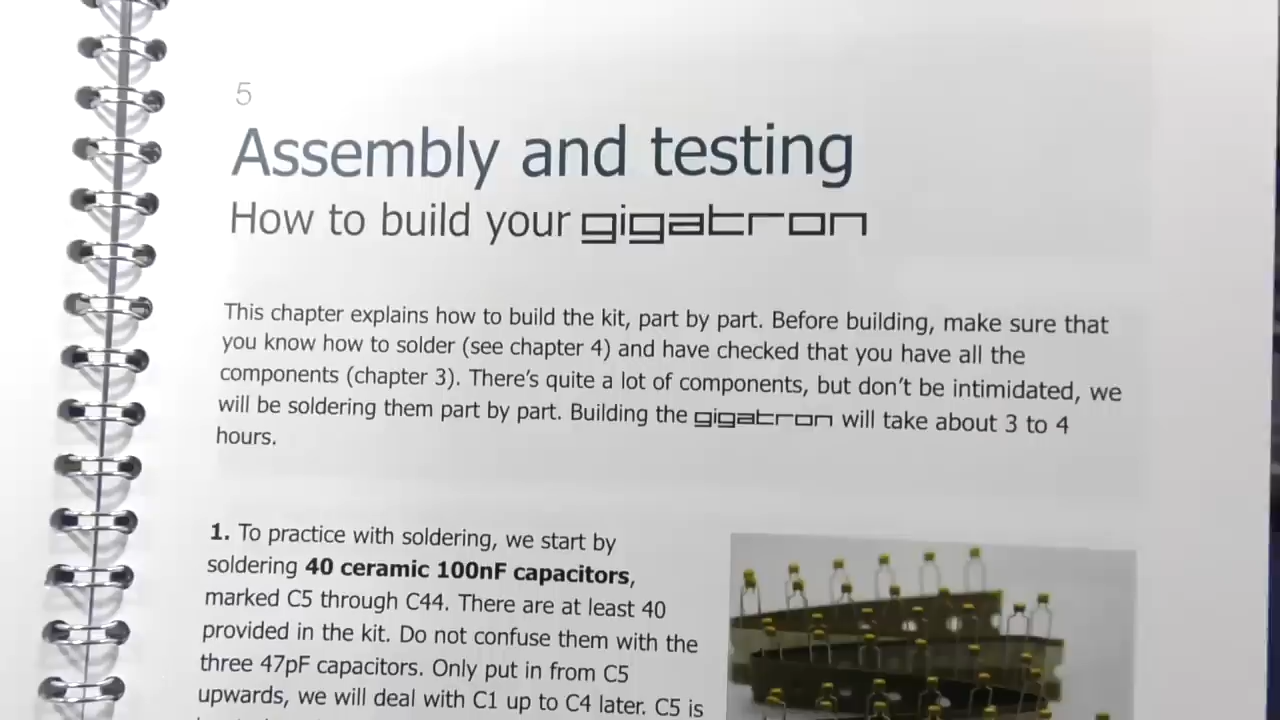 5
Assembly and testing
How to build your gigatron
This chapter explains how to build the kit, part by part. Before building, make sure that
you know how to solder (see chapter 4) and have checked that you have all the
components (chapter 3). There's quite a lot of components, but don't be intimidated, we
will be soldering them part by part. Building the gigatron will take about 3 to 4
hours.
1. To practice with soldering, we start by
soldering 40 ceramic 100nF capacitors,
marked C5 through C44. There are at least 40
provided in the kit. Do not confuse them with the
three 47pF capacitors. Only put in from C5
upwards, we will deal with C1 up to C4 later. C5 is